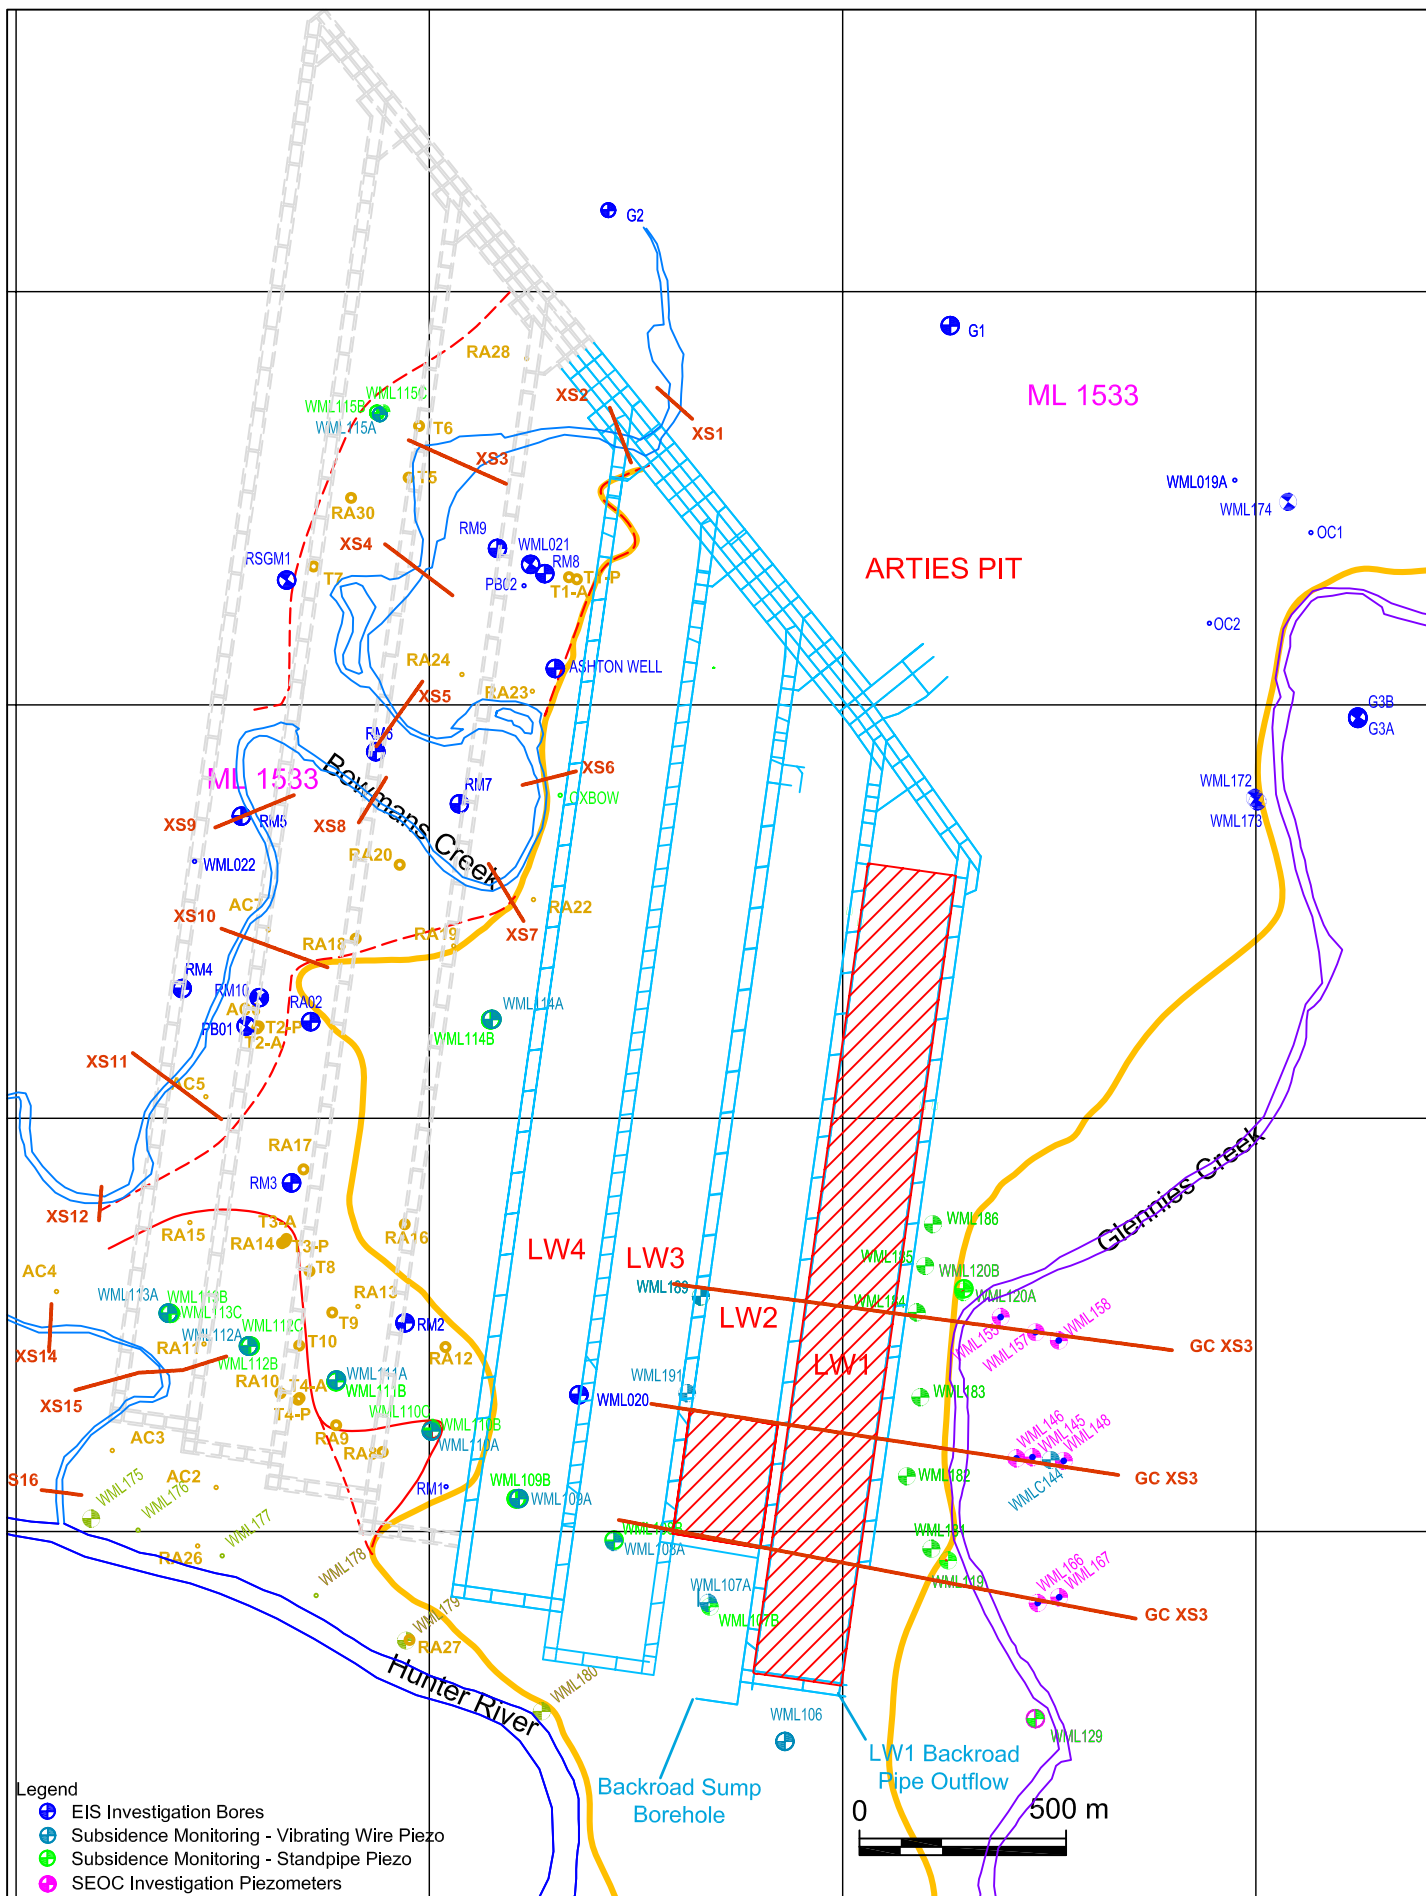 G2
G1
RA28
ML 1533
WML115C
WML115B
WML115A
XS2
XS1
T6
XS3
T5
WML019A
WML174
RA30
OC1
RM9
XS4
WML021
RSGM1
RM8
ARTIES PIT
T7
PB02
T1-P
T1-A
OC2
RA24
ASHTON WELL
XS5
RA23
G3B
G3A
RM6
Bowmans Creek
ML 1533
XS6
WML172
RM7
OXBOW
XS9
RM5
XS8
WML173
RA20
WML022
RA22
XS10
RA18
RA19
XS7
RM4
RM10
RA02
WML114A
PB01
T2-P
T2-A
WML114B
XS11
AC5
RA17
RM3
Glennies Creek
XS12
T3-A
RA15
RA14
T3-P
RA16
WML186
LW4
LW3
WML185
WML120B
T8
AC4
WML113A
WML113B
WML113C
RA13
WML189
WML120A
WML184
T9
RM2
LW2
WML158
WML157
WML112C
WML112A
XS14
RA11
T10
RA12
GC XS3
WML112B
LW1
WML111A
WML111B
WML191
RA10
T4-A
WML020
WML183
XS15
T4-P
WML110C
WML110B
WML110A
RA9
RA8
WML146
WML145
WML148
AC3
WML182
WMLC144
GC XS3
S16
AC2
RM1
WML109B
WML109A
WML175
WML176
WML177
WML108A
WML181
WML119
RA26
WML178
WML107A
WML107B
WML166
WML167
GC XS3
WML179
RA27
Hunter River
WML180
WML106
WML129
LW1 Backroad
Pipe Outflow
Backroad Sump
Borehole
0
500 m
Legend
EIS Investigation Bores
Subsidence Monitoring - Vibrating Wire Piezo
Subsidence Monitoring - Standpipe Piezo
SEOC Investigation Piezometers